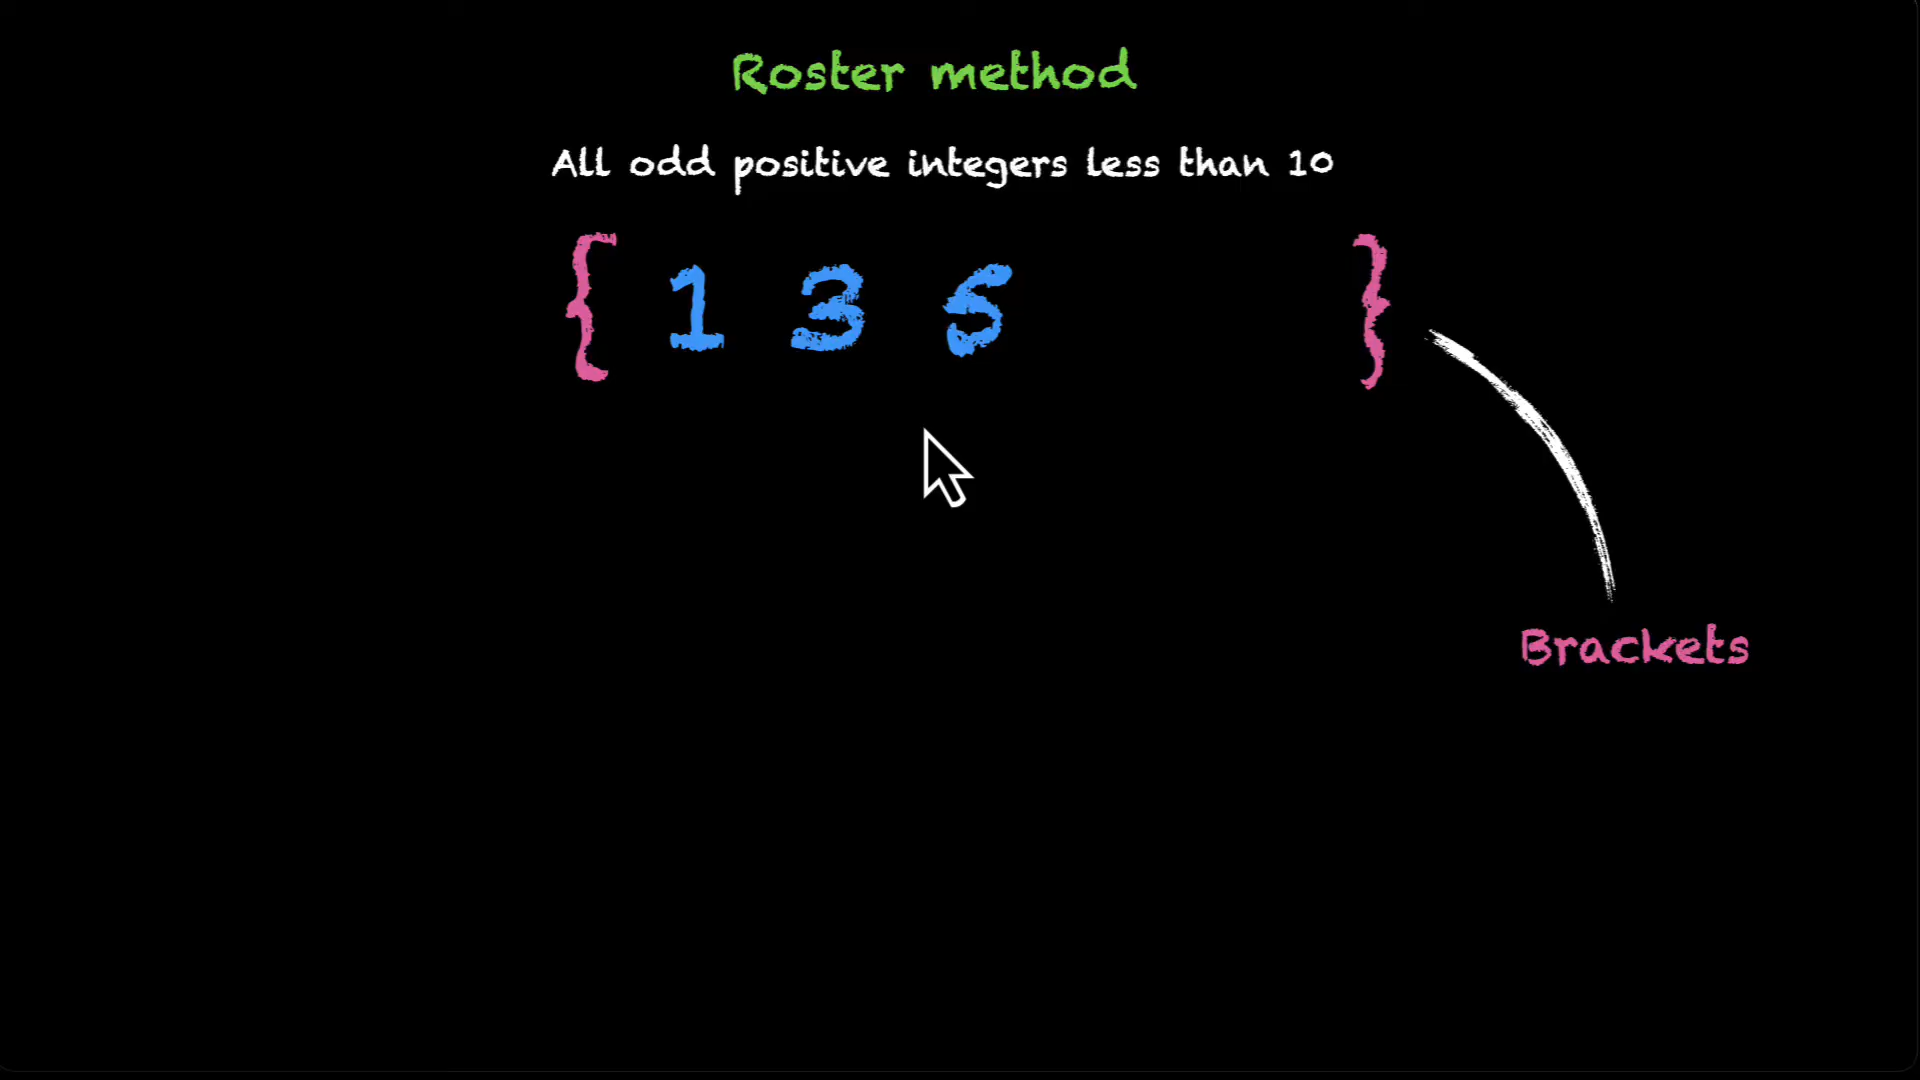 Roster method
All odd positive integers less than 10
{ 1 3 5 }
Brackets